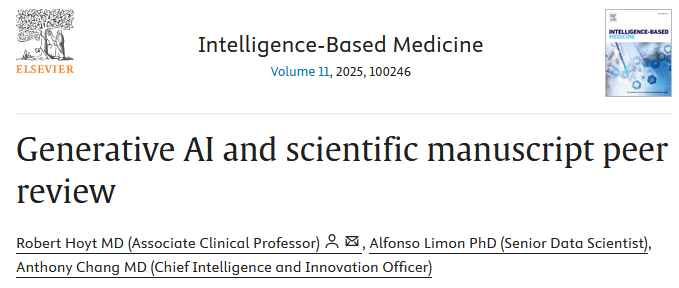 Intelligence-Based Medicine
Volume 11, 2025, 100246
ELSEVIER
INTELLIGENCE-BASED
MEDICINE
Generative AI and scientific manuscript peer
review
Robert Hoyt MD (Associate Clinical Professor) , Alfonso Limon PhD (Senior Data Scientist),
Anthony Chang MD (Chief Intelligence and Innovation Officer)